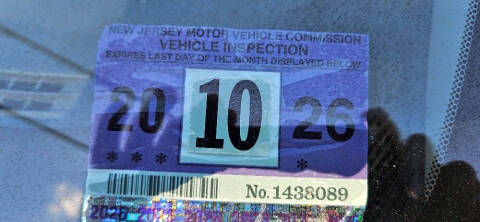 NEW JERSEY MOTOR VEHICLE COMMISSION
VEHICLE INSPECTION
EXPIRES LAST DAY OF THE MONTH DISPLAYED BELOW
20 10 26
* * * *
No. 1438089